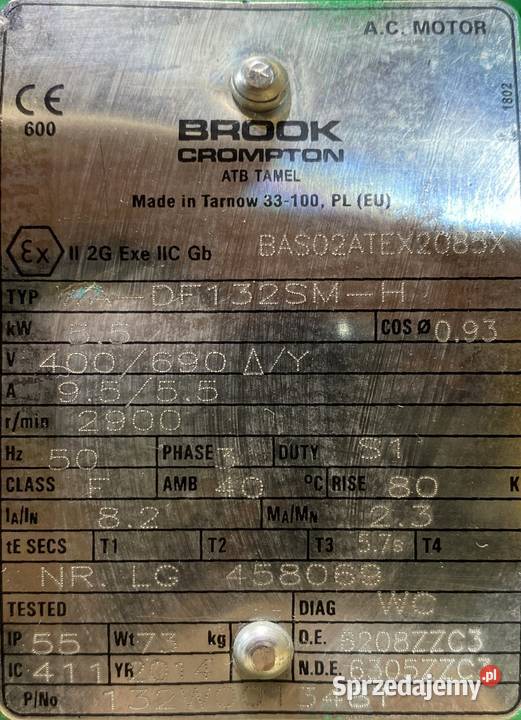 A.C. MOTOR
CE
600
1802
BROOK
CROMPTON
ATB TAMEL
Made in Tarnow 33-100, PL (EU)
Ex II 2G Exe IIC Gb BAS02ATEX2085X
TYP DF132SM-H
kW 5.5 COS Ø 0.93
V 400/690 Δ/Y
A 9.5/5.5
r/min 2900
Hz 50 PHASE 3 DUTY S1
CLASS F AMB 40 °C RISE 80 K
IA/IN 8.2 MA/MN 2.3
tE SECS T1 T2 T3 5.7s T4
NR. LG 458069
TESTED DIAG WC
IP 55 Wt 73 kg D.E. 6208ZZC3
IC 411 YR 2014 N.D.E. 6305ZZC3
P/No
Sprzedajemy.pl